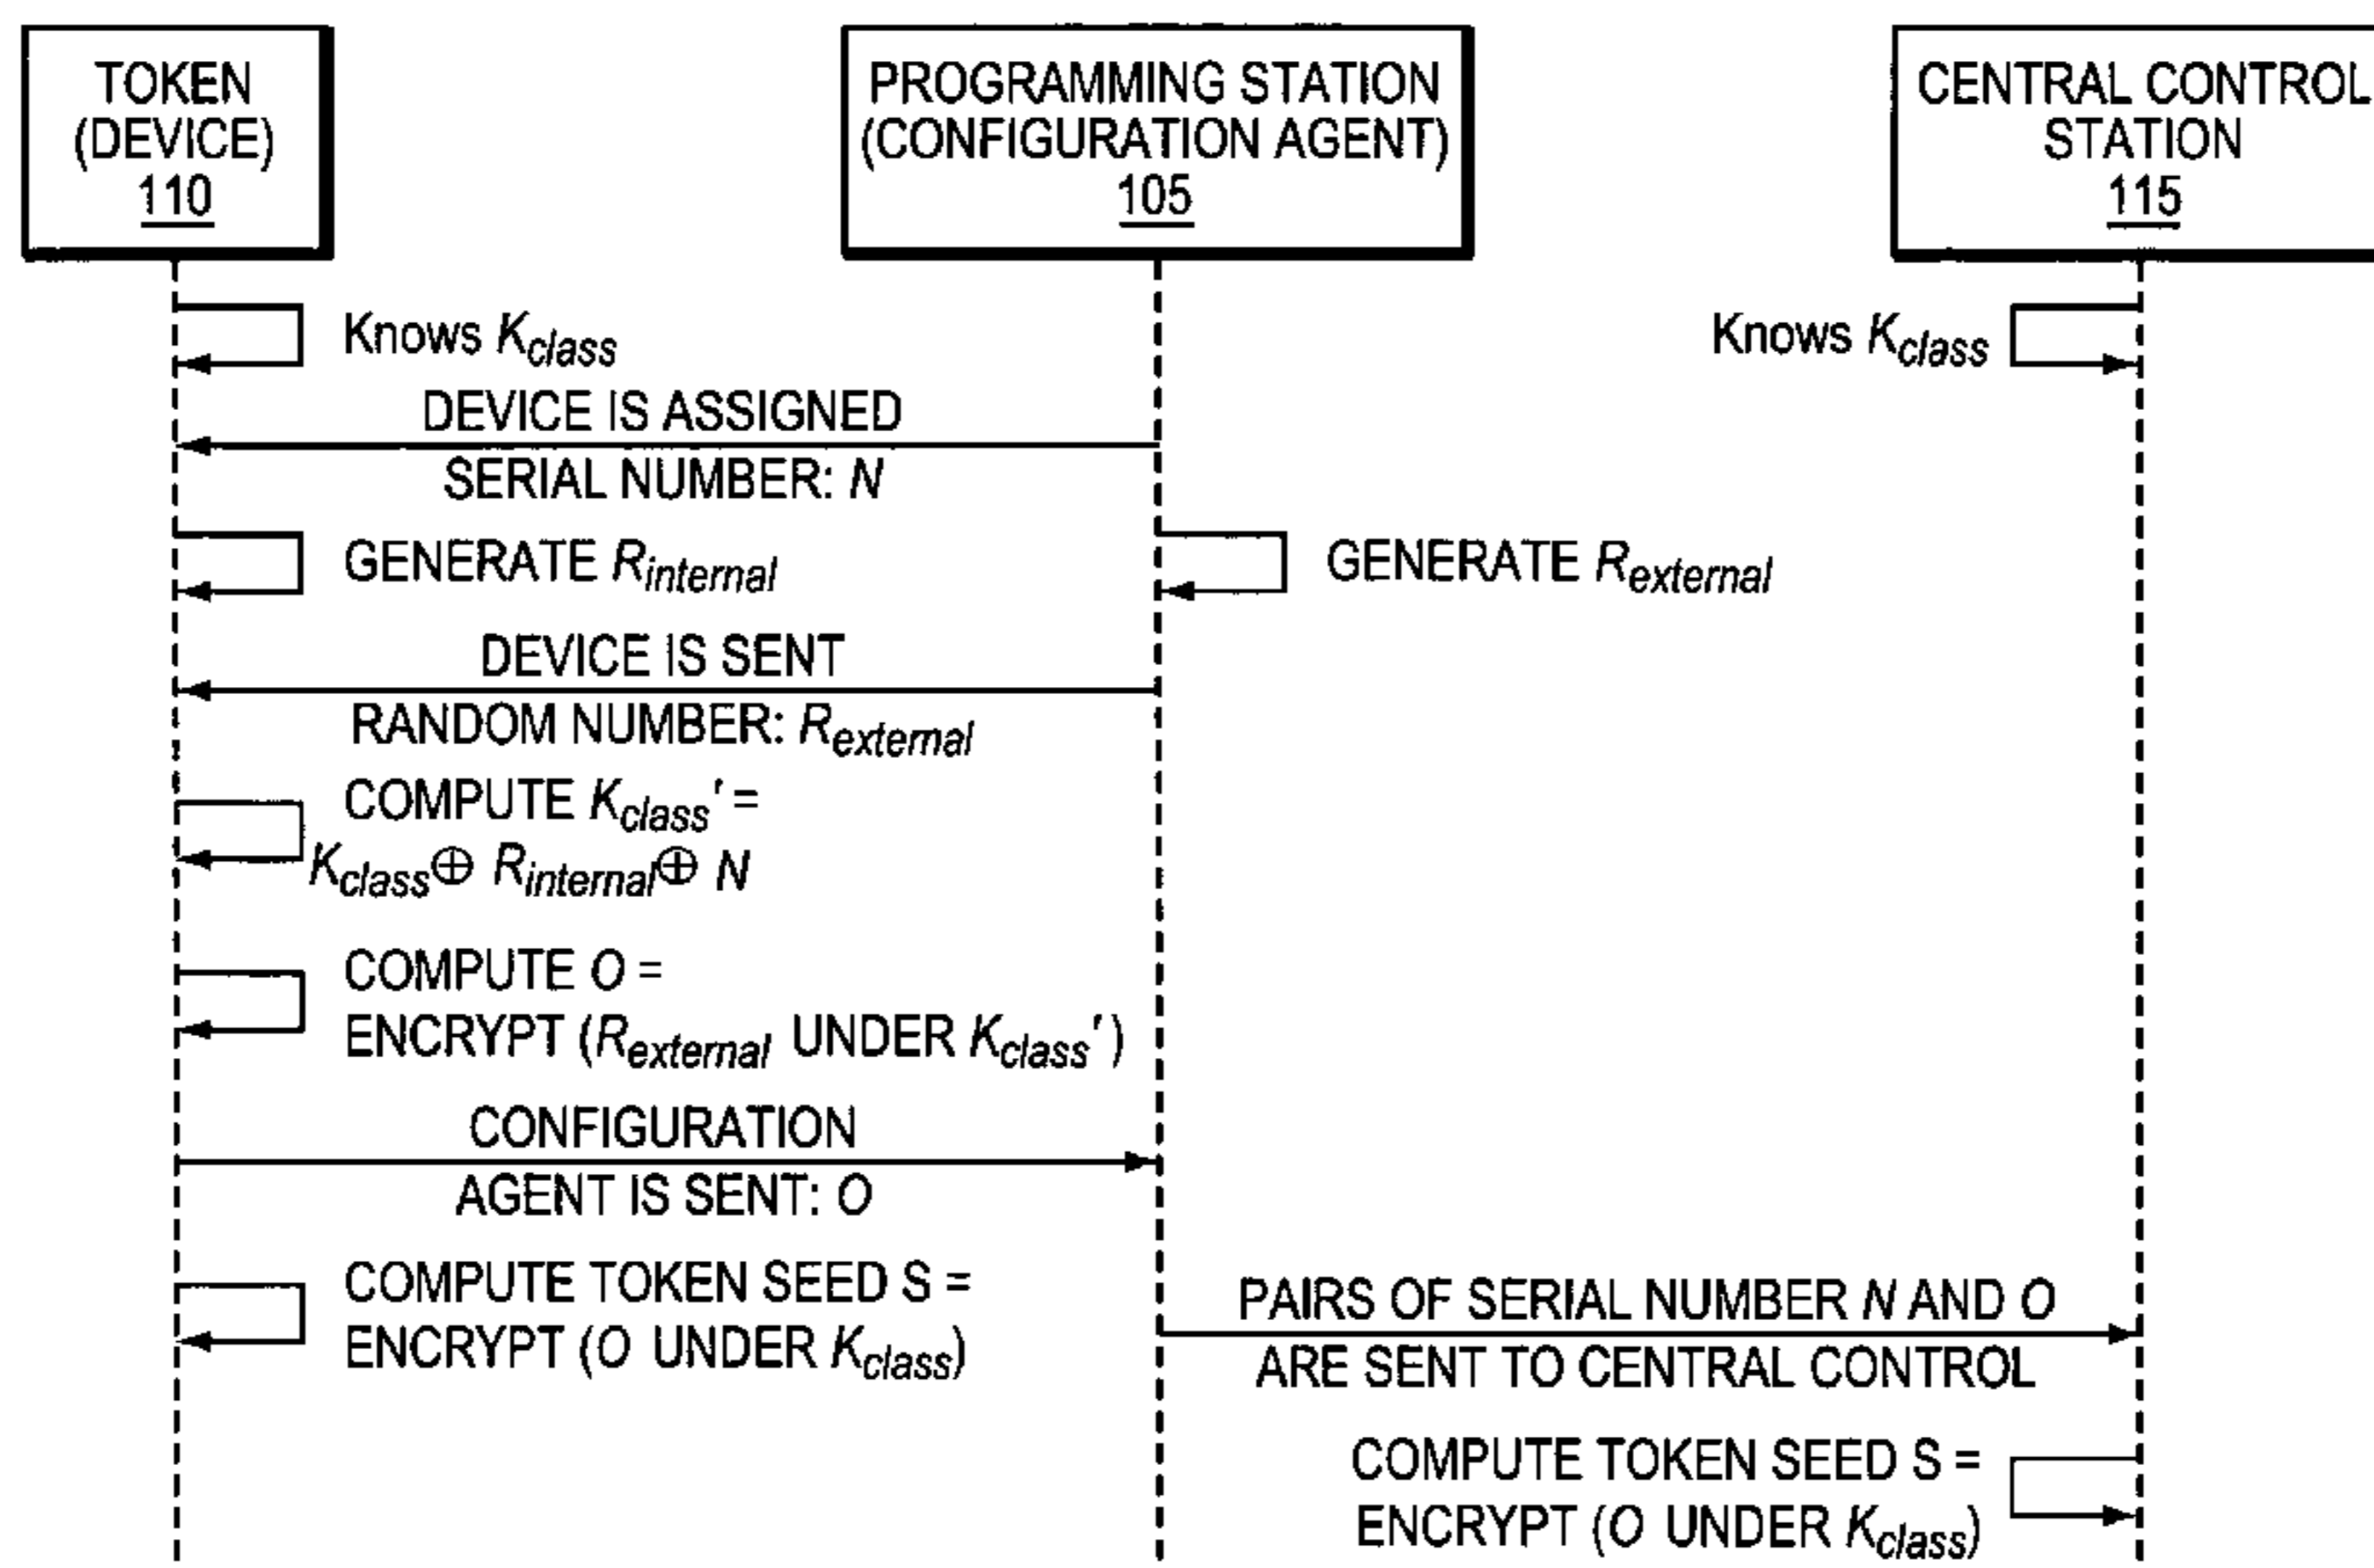 TOKEN
(DEVICE)
110
PROGRAMMING STATION
(CONFIGURATION AGENT)
105
CENTRAL CONTROL
STATION
115
Knows Kclass
Knows Kclass
DEVICE IS ASSIGNED
SERIAL NUMBER: N
GENERATE Rinternal
GENERATE Rexternal
DEVICE IS SENT
RANDOM NUMBER: Rexternal
COMPUTE Kclass' =
Kclass⊕ Rinternal⊕ N
COMPUTE O =
ENCRYPT (Rexternal UNDER Kclass')
CONFIGURATION
AGENT IS SENT: O
COMPUTE TOKEN SEED S =
ENCRYPT (O UNDER Kclass)
PAIRS OF SERIAL NUMBER N AND O
ARE SENT TO CENTRAL CONTROL
COMPUTE TOKEN SEED S =
ENCRYPT (O UNDER Kclass)